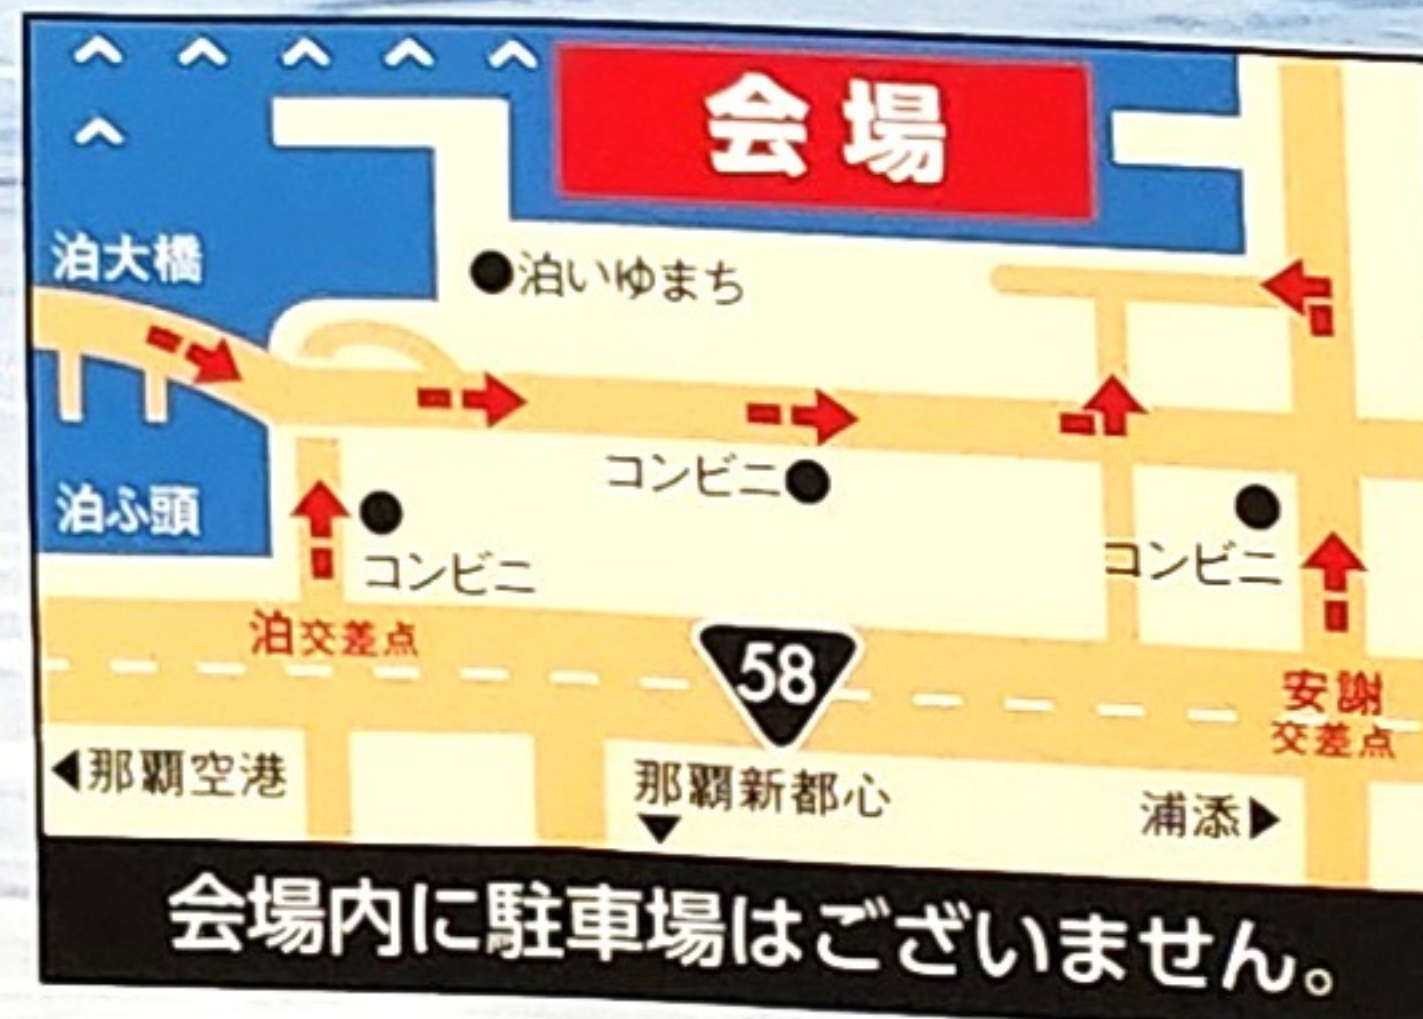 会場
泊大橋
●泊いゆまち
コンビニ●
泊ふ頭
コンビニ
コンビニ
泊交差点
58
安謝
交差点
◀那覇空港
那覇新都心
▼
浦添▶
会場内に駐車場はございません。